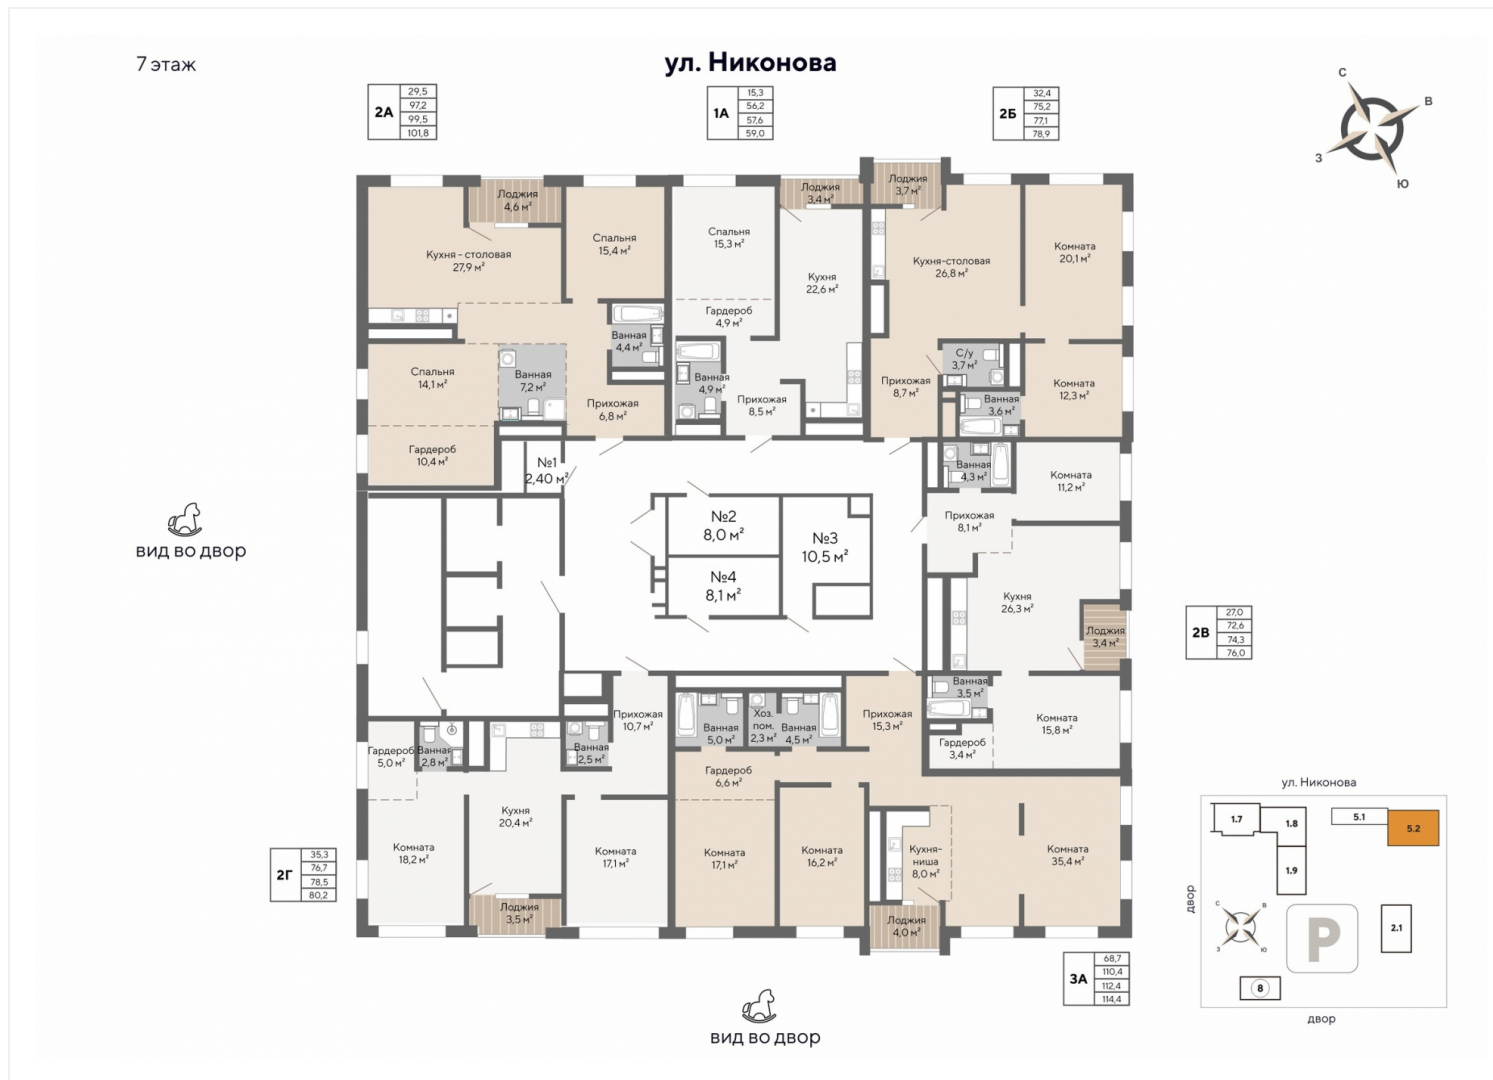 7 этаж
ул. Никонова
2А
29,5
97,2
99,5
101,8
1А
15,3
56,2
57,6
59,0
2Б
32,4
75,2
77,1
78,9
С
В
З
Ю
Лоджия
4,6 м²
Кухня - столовая
27,9 м²
Спальня
15,4 м²
Ванная
4,4 м²
Спальня
14,1 м²
Ванная
7,2 м²
Прихожая
6,8 м²
Гардероб
10,4 м²
Спальня
15,3 м²
Лоджия
3,4 м²
Кухня
22,6 м²
Гардероб
4,9 м²
Ванная
4,9 м²
Прихожая
8,5 м²
Лоджия
3,7 м²
Кухня-столовая
26,8 м²
Комната
20,1 м²
С/у
3,7 м²
Прихожая
8,7 м²
Ванная
3,6 м²
Комната
12,3 м²
№1
2,40 м²
№2
8,0 м²
№3
10,5 м²
№4
8,1 м²
Ванная
4,3 м²
Комната
11,2 м²
Прихожая
8,1 м²
Кухня
26,3 м²
Лоджия
3,4 м²
Ванная
3,5 м²
Комната
15,8 м²
Гардероб
3,4 м²
2В
27,0
72,6
74,3
76,0
вид во двор
Гардероб
5,0 м²
Ванная
2,8 м²
Кухня
20,4 м²
Ванная
2,5 м²
Прихожая
10,7 м²
Комната
18,2 м²
Лоджия
3,5 м²
Комната
17,1 м²
2Г
35,3
76,7
78,5
80,2
Ванная
5,0 м²
Хоз.
пом.
2,3 м²
Ванная
4,5 м²
Прихожая
15,3 м²
Гардероб
6,6 м²
Комната
17,1 м²
Комната
16,2 м²
Кухня-
ниша
8,0 м²
Комната
35,4 м²
Лоджия
4,0 м²
3А
68,7
110,4
112,4
114,4
вид во двор
ул. Никонова
1.7
1.8
1.9
5.1
5.2
2.1
8
P
С
В
З
Ю
двор
двор